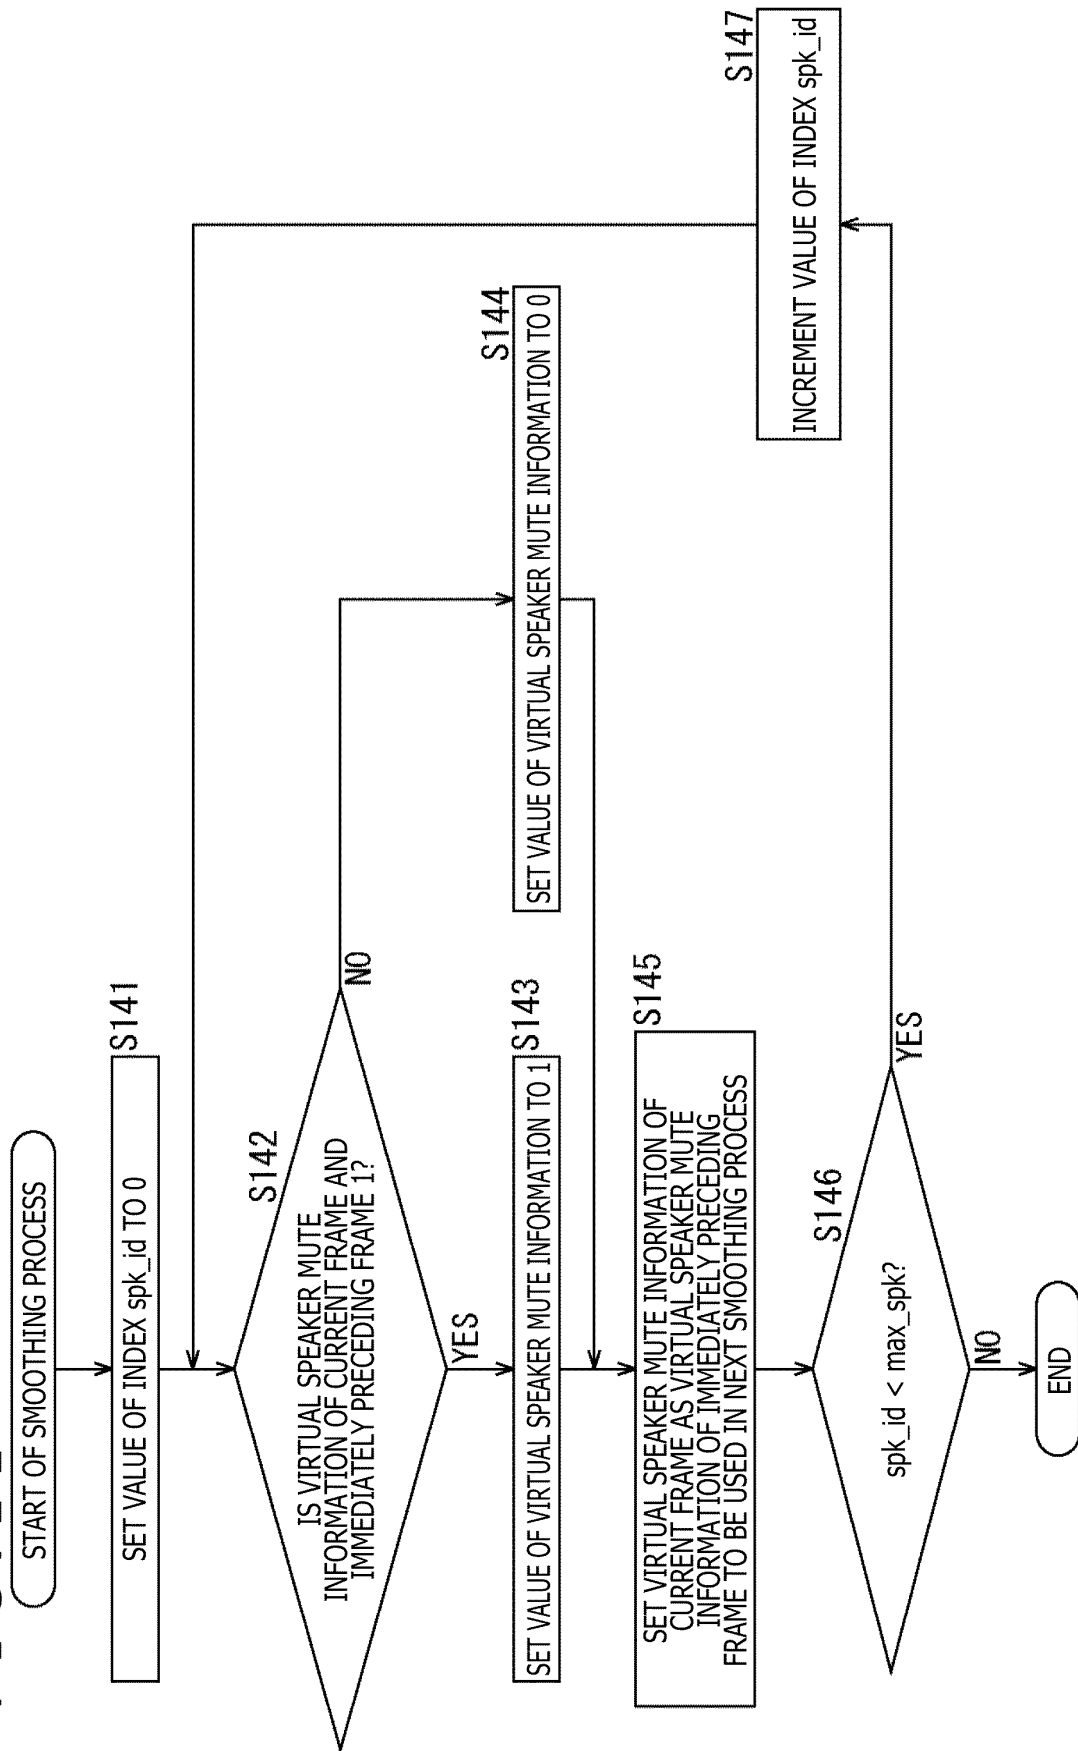 START OF SMOOTHING PROCESS
SET VALUE OF INDEX spk_id TO 0
S141
IS VIRTUAL SPEAKER MUTE
INFORMATION OF CURRENT FRAME AND
IMMEDIATELY PRECEDING FRAME 1?
S142
NO
YES
SET VALUE OF VIRTUAL SPEAKER MUTE INFORMATION TO 1
S143
SET VALUE OF VIRTUAL SPEAKER MUTE INFORMATION TO 0
S144
SET VIRTUAL SPEAKER MUTE INFORMATION OF
CURRENT FRAME AS VIRTUAL SPEAKER MUTE
INFORMATION OF IMMEDIATELY PRECEDING
FRAME TO BE USED IN NEXT SMOOTHING PROCESS
S145
spk_id < max_spk?
S146
YES
NO
INCREMENT VALUE OF INDEX spk_id
S147
END